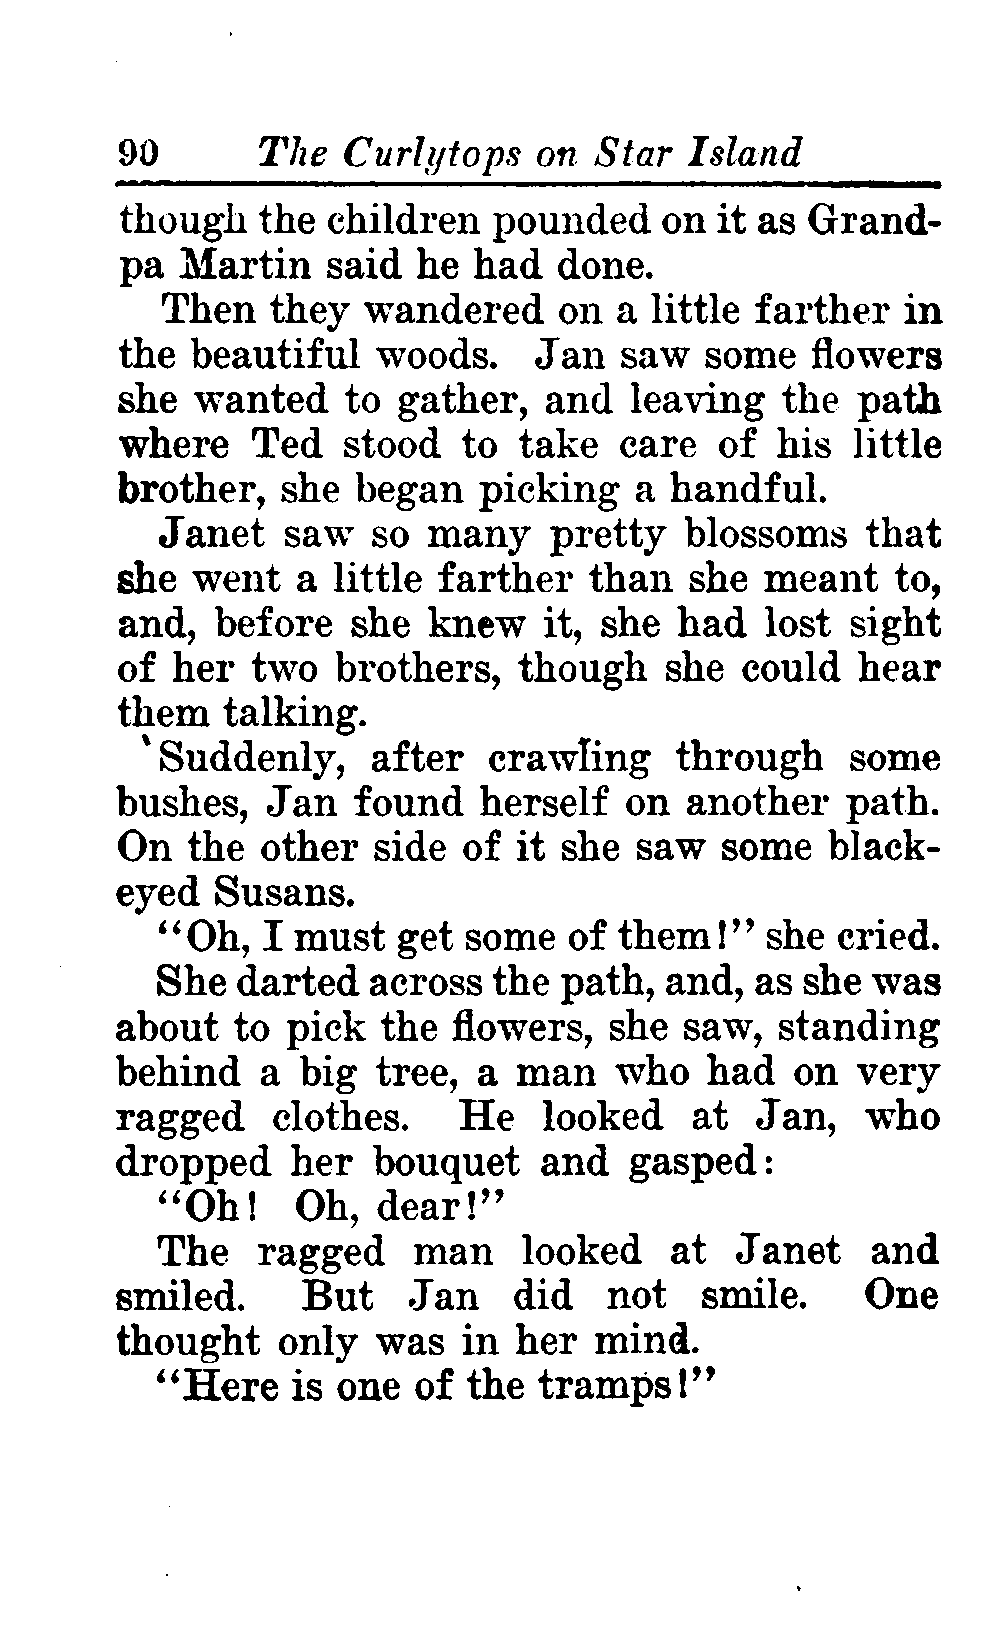 90 The Curlytops on Star Island
though the children pounded on it as Grand-
pa Martin said he had done.
Then they wandered on a little farther in
the beautiful woods. Jan saw some flowers
she wanted to gather, and leaving the path
where Ted stood to take care of his little
brother, she began picking a handful.
Janet saw so many pretty blossoms that
she went a little farther than she meant to,
and, before she knew it, she had lost sight
of her two brothers, though she could hear
them talking.
Suddenly, after crawling through some
bushes, Jan found herself on another path.
On the other side of it she saw some black-
eyed Susans.
“Oh, I must get some of them!” she cried.
She darted across the path, and, as she was
about to pick the flowers, she saw, standing
behind a big tree, a man who had on very
ragged clothes. He looked at Jan, who
dropped her bouquet and gasped:
“Oh! Oh, dear!”
The ragged man looked at Janet and
smiled. But Jan did not smile. One
thought only was in her mind.
“Here is one of the tramps!”